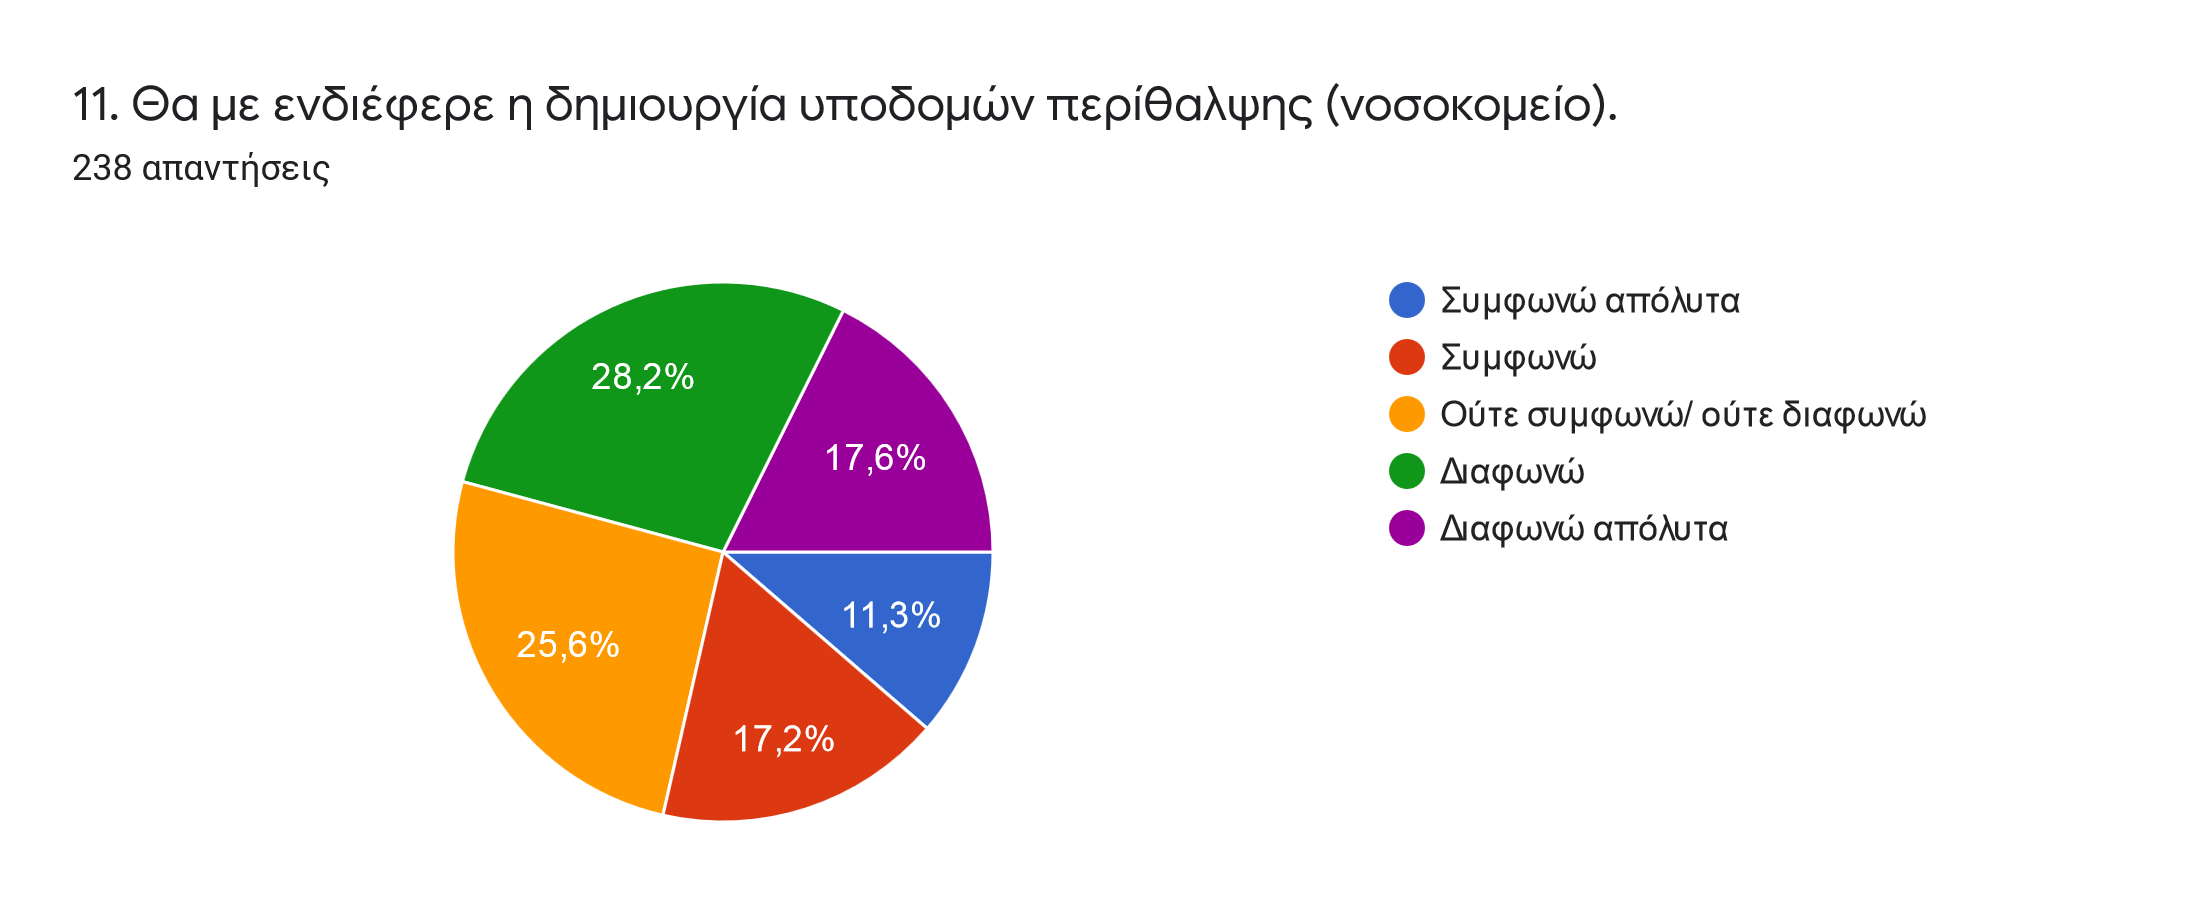 11. Θα με ενδιέφερε η δημιουργία υποδομών περίθαλψης (νοσοκομείο).
238 απαντήσεις
28,2%
17,6%
11,3%
25,6%
17,2%
Συμφωνώ απόλυτα
Συμφωνώ
Ούτε συμφωνώ/ ούτε διαφωνώ
Διαφωνώ
Διαφωνώ απόλυτα